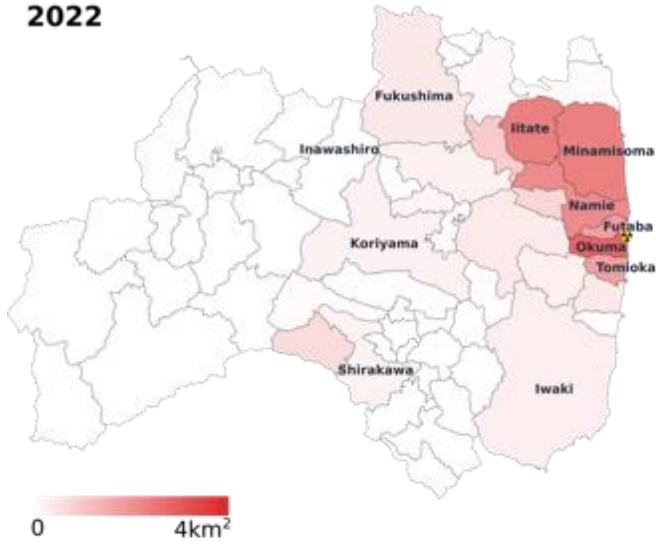 2022
Fukushima
Iitate
Inawashiro
Minamisoma
Namie
Futaba
Koriyama
Okuma
Tomioka
Shirakawa
Iwaki
0 4km²